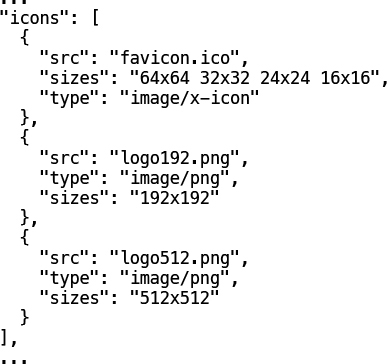 ...
"icons": [
  {
    "src": "favicon.ico",
    "sizes": "64x64 32x32 24x24 16x16",
    "type": "image/x-icon"
  },
  {
    "src": "logo192.png",
    "type": "image/png",
    "sizes": "192x192"
  },
  {
    "src": "logo512.png",
    "type": "image/png",
    "sizes": "512x512"
  }
],
...